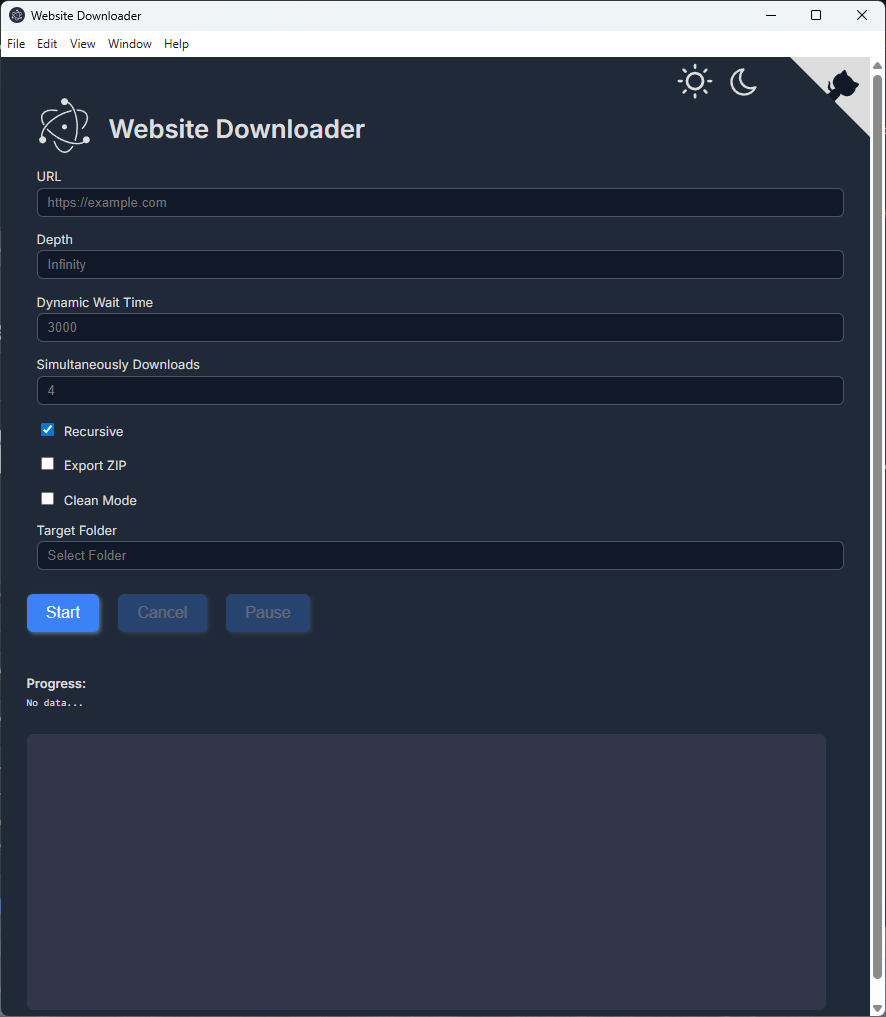 Website Downloader
File Edit View Window Help
Website Downloader
URL
https://example.com
Depth
Infinity
Dynamic Wait Time
3000
Simultaneously Downloads
4
Recursive
Export ZIP
Clean Mode
Target Folder
Select Folder
Start Cancel Pause
Progress:
No data...